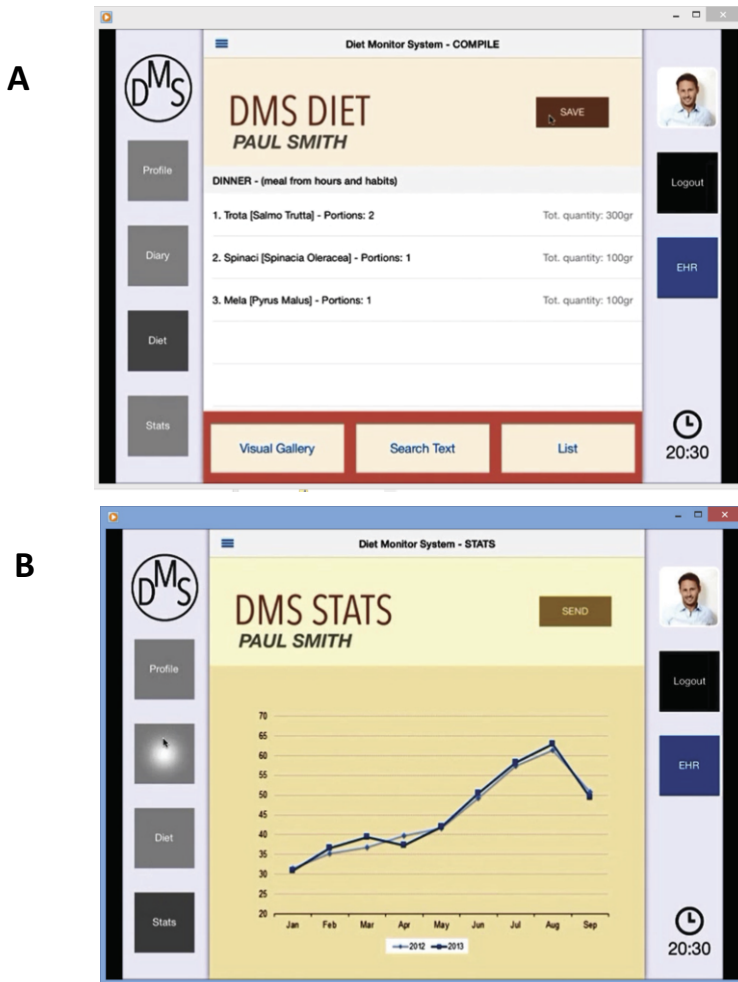 A
Diet Monitor System - COMPILE
DMS
DMS DIET
PAUL SMITH
SAVE
Profile
Diary
Diet
Stats
DINNER - (meal from hours and habits)
1. Trota [Salmo Trutta] - Portions: 2 Tot. quantity: 300gr
2. Spinaci [Spinacia Oleracea] - Portions: 1 Tot. quantity: 100gr
3. Mela [Pyrus Malus] - Portions: 1 Tot. quantity: 100gr
Visual Gallery Search Text List
Logout
EHR
20:30
B
Diet Monitor System - STATS
DMS
DMS STATS
PAUL SMITH
SEND
Profile
Diet
Stats
70
65
60
55
50
45
40
35
30
25
20
Jan Feb Mar Apr May Jun Jul Aug Sep
2012 2013
Logout
EHR
20:30